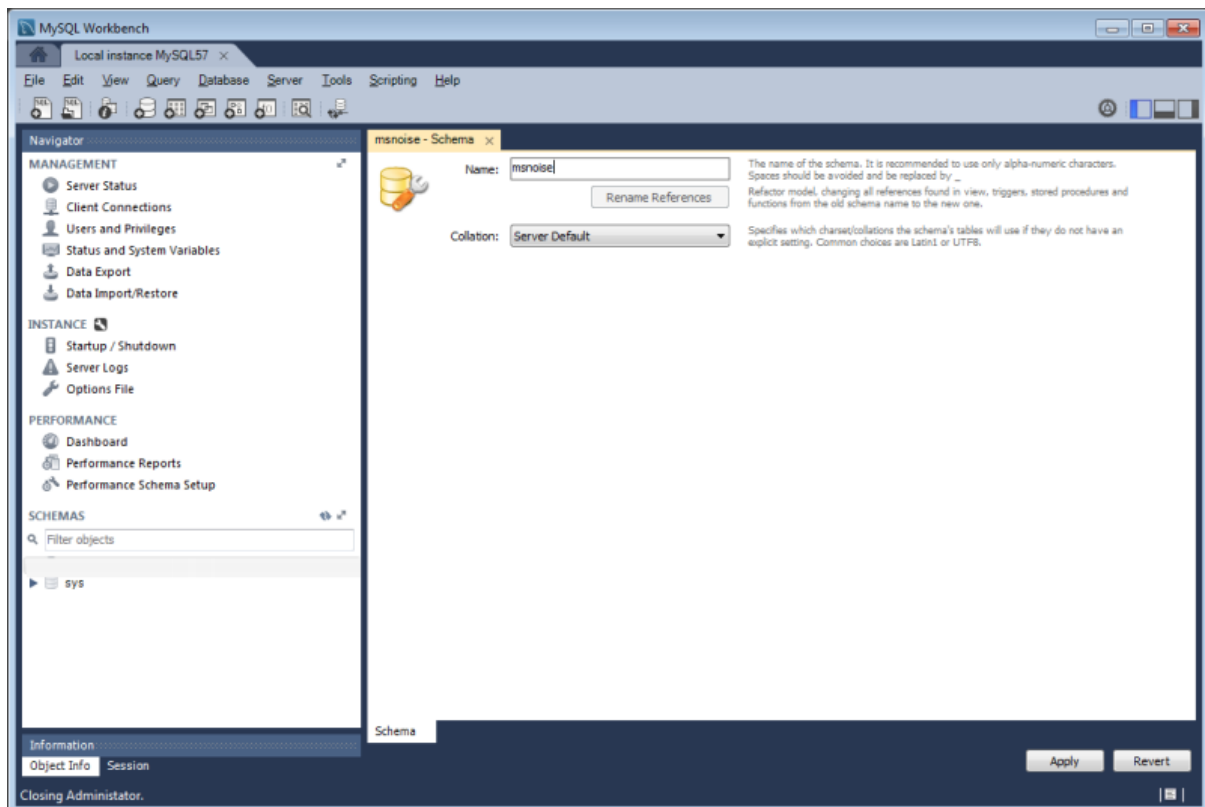 MySQL Workbench
Local instance MySQL57 ×
File Edit View Query Database Server Tools Scripting Help
Navigator
MANAGEMENT
Server Status
Client Connections
Users and Privileges
Status and System Variables
Data Export
Data Import/Restore
INSTANCE
Startup / Shutdown
Server Logs
Options File
PERFORMANCE
Dashboard
Performance Reports
Performance Schema Setup
SCHEMAS
Filter objects
sys
Information
Object Info Session
msnoise - Schema ×
Name: msnoise
The name of the schema. It is recommended to use only alpha-numeric characters.
Spaces should be avoided and be replaced by _
Rename References
Refactor model, changing all references found in view, triggers, stored procedures and
functions from the old schema name to the new one.
Collation: Server Default
Specifies which charset/collations the schema's tables will use if they do not have an
explicit setting. Common choices are Latin1 or UTF8.
Schema
Apply Revert
Closing Administator.